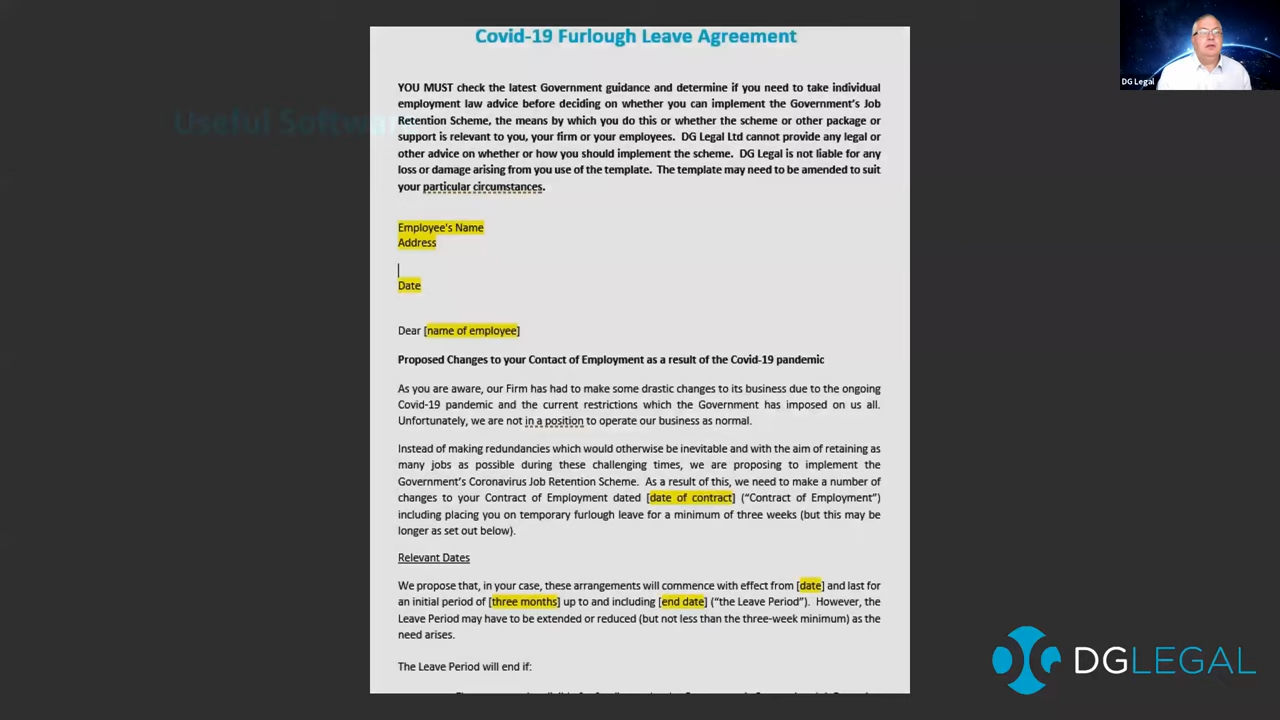 Covid-19 Furlough Leave Agreement
YOU MUST check the latest Government guidance and determine if you need to take individual
employment law advice before deciding on whether you can implement the Government's Job
Retention Scheme, the means by which you do this or whether the scheme or other package or
support is relevant to you, your firm or your employees. DG Legal Ltd cannot provide any legal or
other advice on whether or how you should implement the scheme. DG Legal is not liable for any
loss or damage arising from you use of the template. The template may need to be amended to suit
your particular circumstances.
Useful Softwa
Employee's Name
Address
Date
Dear [name of employee]
Proposed Changes to your Contact of Employment as a result of the Covid-19 pandemic
As you are aware, our Firm has had to make some drastic changes to its business due to the ongoing
Covid-19 pandemic and the current restrictions which the Government has imposed on us all.
Unfortunately, we are not in a position to operate our business as normal.
Instead of making redundancies which would otherwise be inevitable and with the aim of retaining as
many jobs as possible during these challenging times, we are proposing to implement the
Government's Coronavirus Job Retention Scheme. As a result of this, we need to make a number of
changes to your Contract of Employment dated [date of contract] ("Contract of Employment")
including placing you on temporary furlough leave for a minimum of three weeks (but this may be
longer as set out below).
Relevant Dates
We propose that, in your case, these arrangements will commence with effect from [date] and last for
an initial period of [three months] up to and including [end date] ("the Leave Period"). However, the
Leave Period may have to be extended or reduced (but not less than the three-week minimum) as the
need arises.
The Leave Period will end if:
DG Legal
DGLEGAL